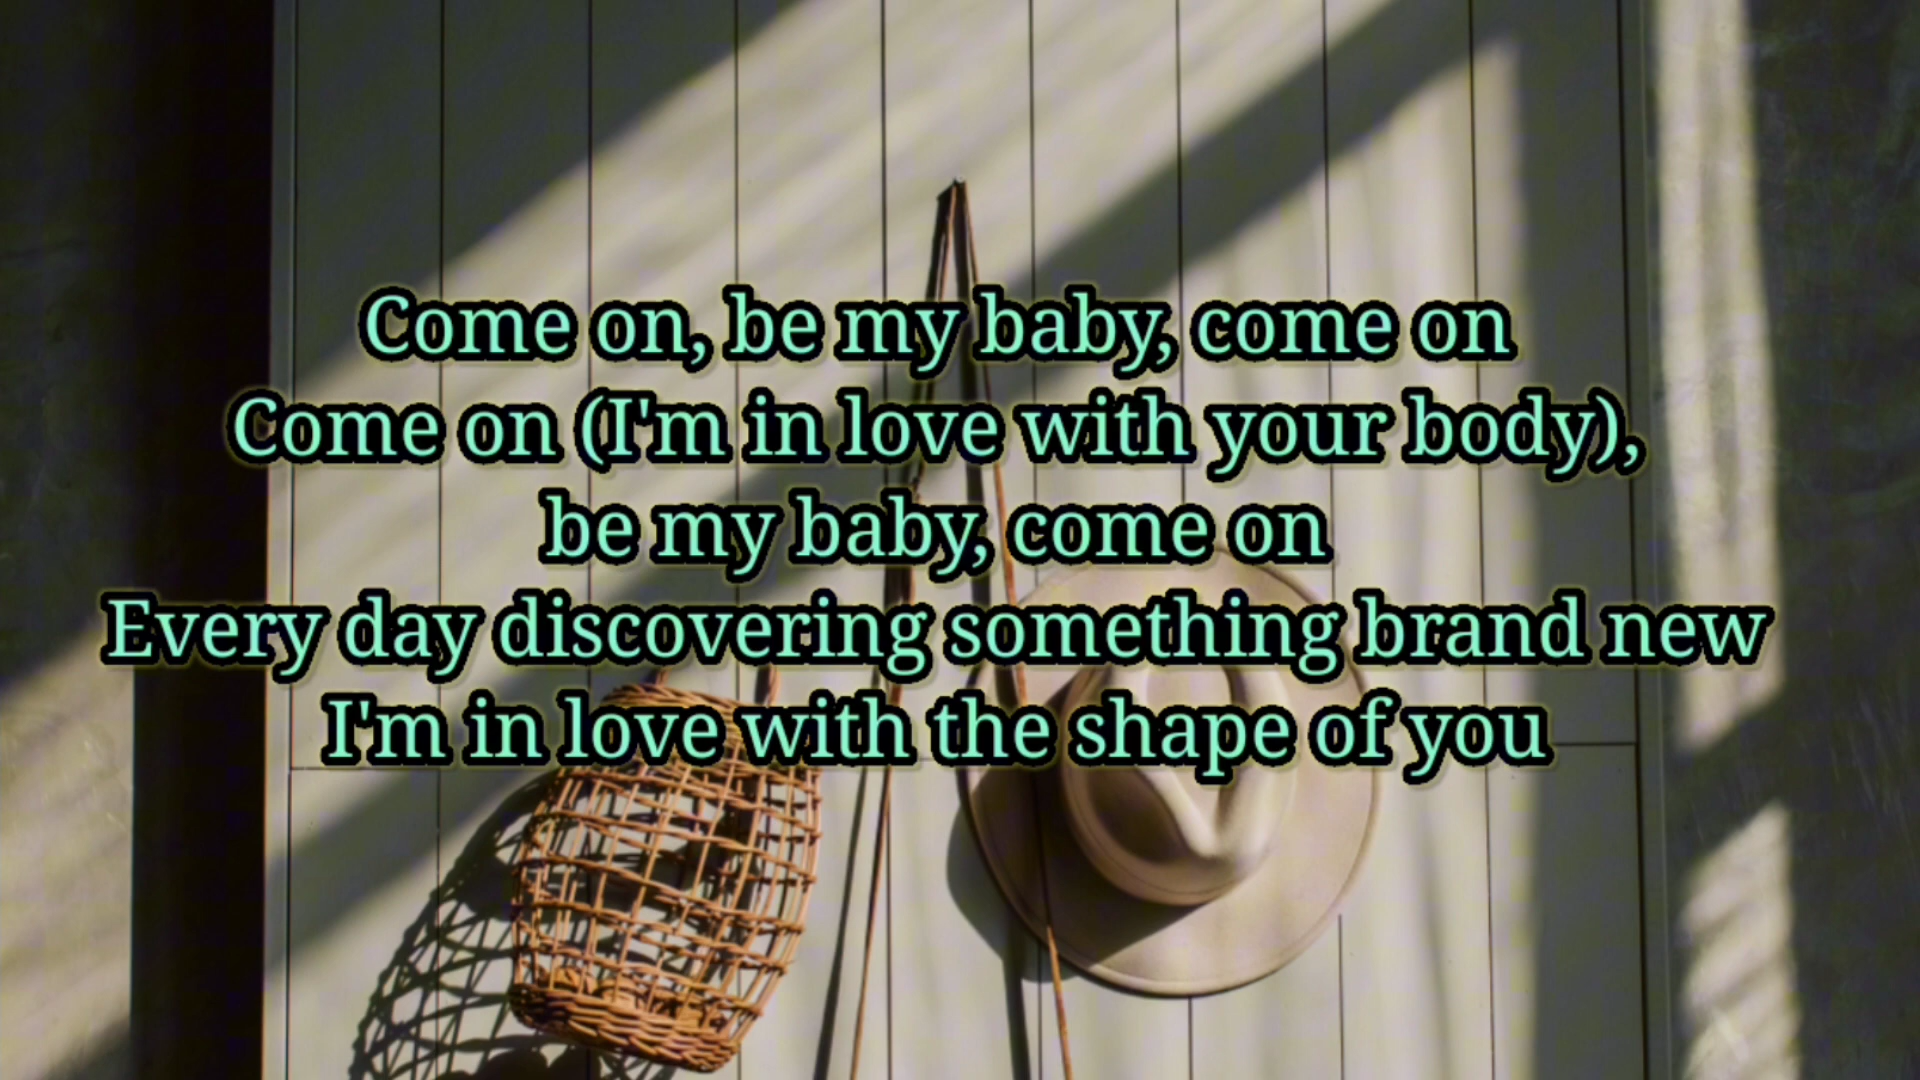 Come on, be my baby, come on
Come on (I'm in love with your body),
be my baby, come on
Every day discovering something brand new
I'm in love with the shape of you